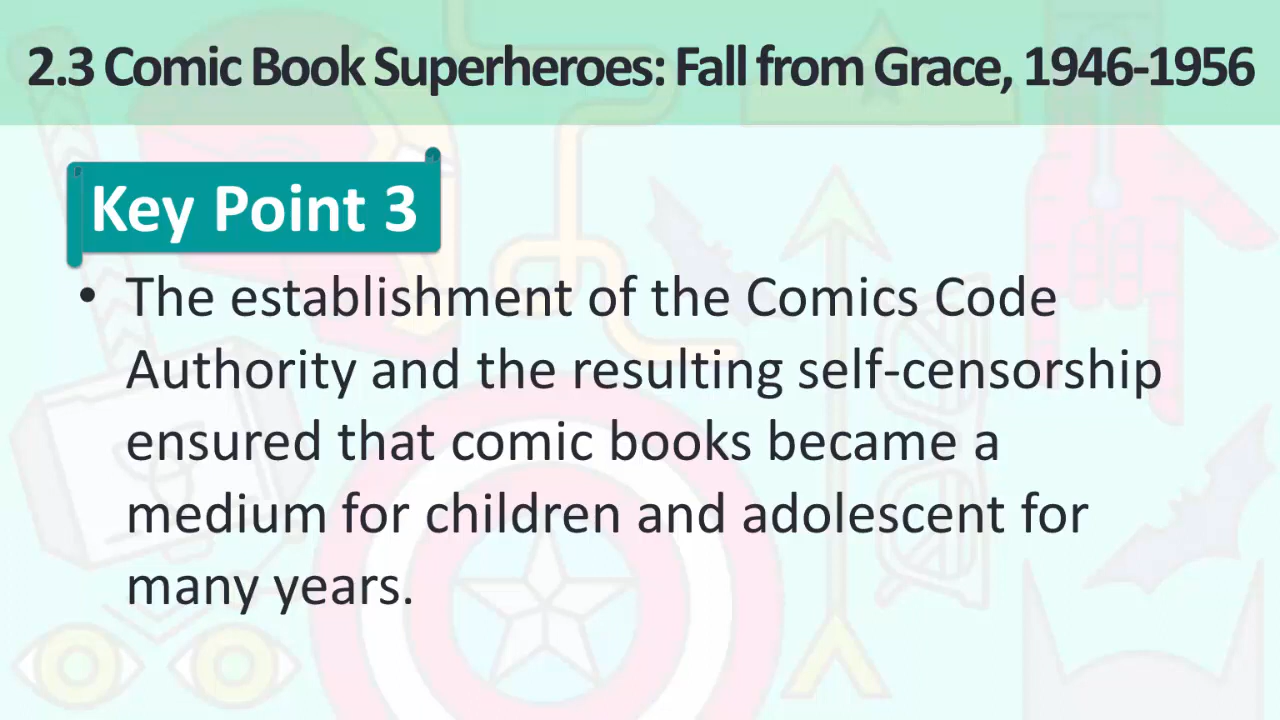 2.3 Comic Book Superheroes: Fall from Grace, 1946-1956
Key Point 3
• The establishment of the Comics Code
Authority and the resulting self-censorship
ensured that comic books became a
medium for children and adolescent for
many years.